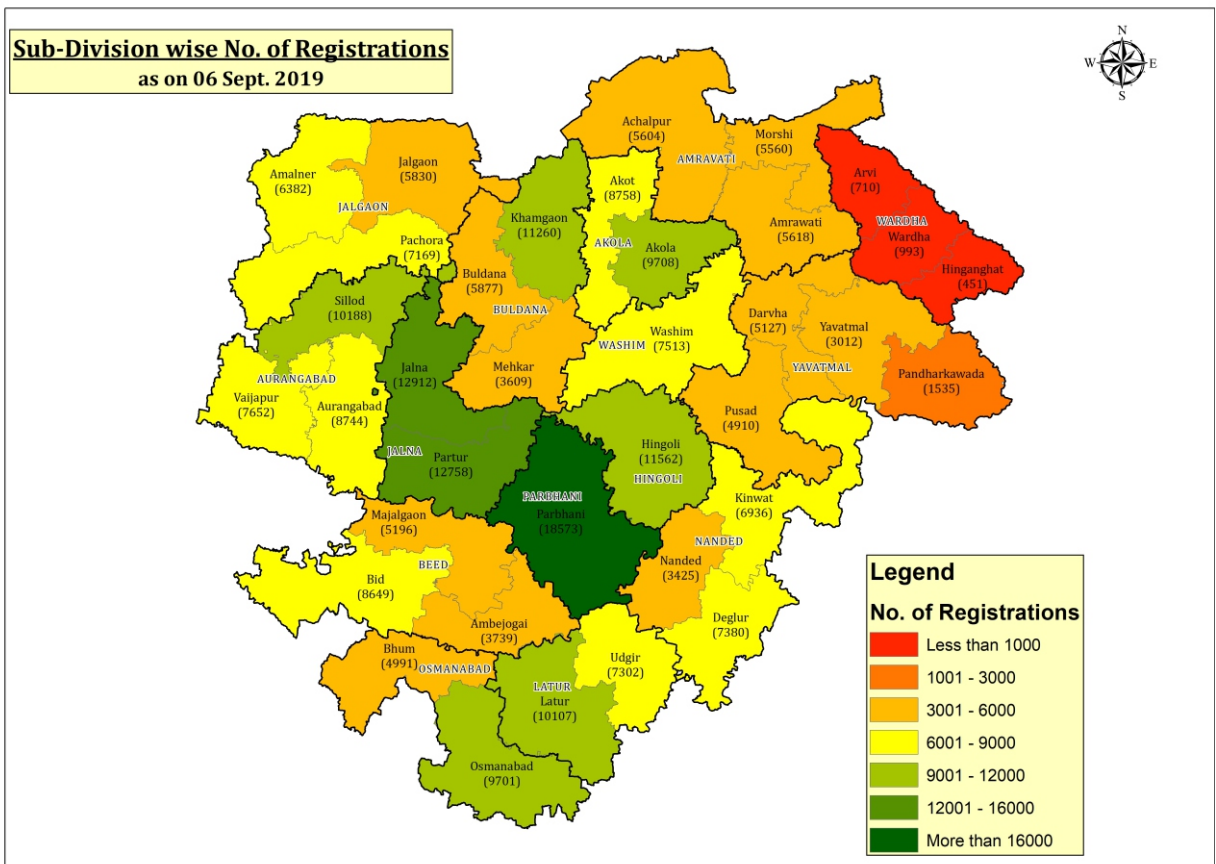 Sub-Division wise No. of Registrations
as on 06 Sept. 2019
N
W
E
S
Achalpur
(5604)
Morshi
(5560)
AMRAVATI
Amalner
(6382)
Jalgaon
(5830)
JALGAON
Akot
(8758)
Arvi
(710)
Khamgaon
(11260)
Amrawati
(5618)
WARDHA
Wardha
(993)
Pachora
(7169)
AKOLA
Akola
(9708)
Hinganghat
(451)
Buldana
(5877)
Sillod
(10188)
BULDANA
Darvha
(5127)
Yavatmal
(3012)
Washim
(7513)
WASHIM
Jalna
(12912)
Mehkar
(3609)
YAVATMAL
Pandharkawada
(1535)
AURANGABAD
Vaijapur
(7652)
Aurangabad
(8744)
Pusad
(4910)
Hingoli
(11562)
HINGOLI
JALNA
Partur
(12758)
PARBHANI
Parbhani
(18573)
Kinwat
(6936)
Majalgaon
(5196)
NANDED
Nanded
(3425)
BEED
Bid
(8649)
Ambejogai
(3739)
Deglur
(7380)
Bhum
(4991)
OSMANABAD
Udgir
(7302)
LATUR
Latur
(10107)
Osmanabad
(9701)
Legend
No. of Registrations
Less than 1000
1001 - 3000
3001 - 6000
6001 - 9000
9001 - 12000
12001 - 16000
More than 16000